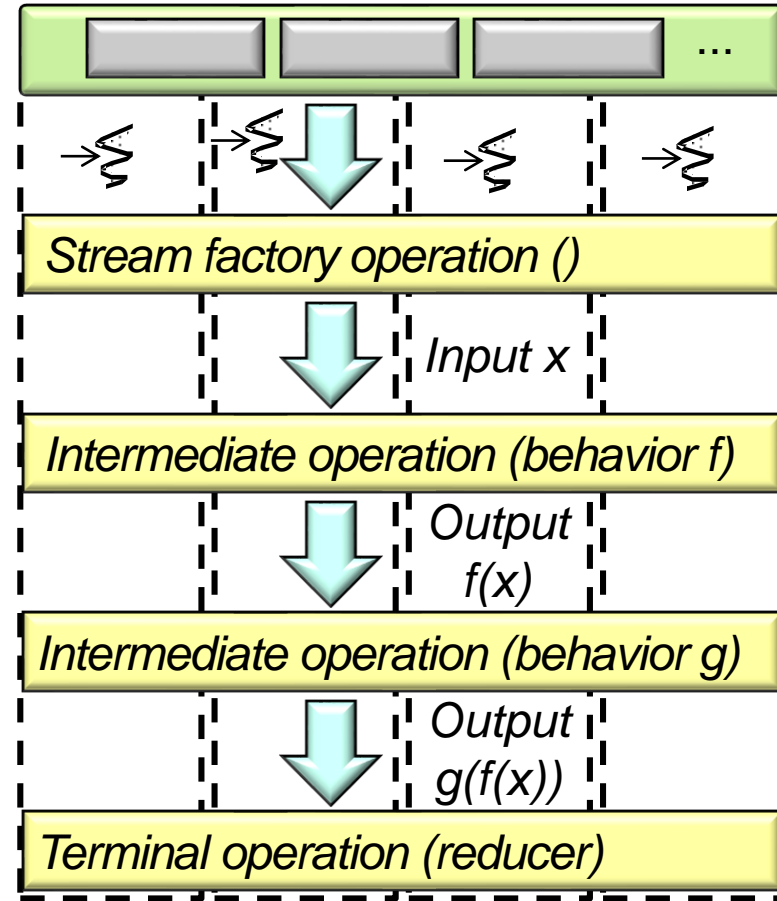 ...
Stream factory operation ()
Input x
Intermediate operation (behavior f)
Output
f(x)
Intermediate operation (behavior g)
Output
g(f(x))
Terminal operation (reducer)